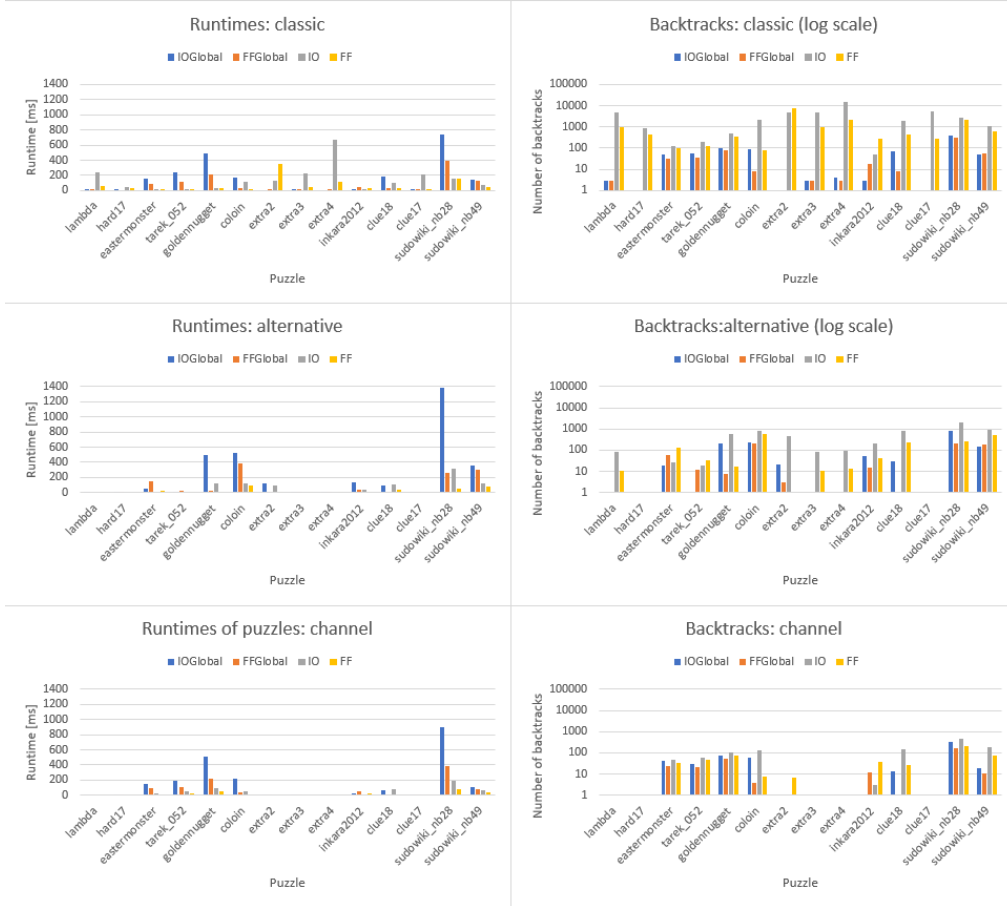 Runtimes: classic
IOGlobal FFGlobal IO FF
Runtime [ms]
1400
1200
1000
800
600
400
200
0
lambda
hard17
eastermonster
tarek_052
goldennugget
coloin
extra2
extra3
extra4
inkara2012
clue18
clue17
sudowiki_nb28
sudowiki_nb49
Puzzle
Backtracks: classic (log scale)
IOGlobal FFGlobal IO FF
Number of backtracks
100000
10000
1000
100
10
1
lambda
hard17
eastermonster
tarek_052
goldennugget
coloin
extra2
extra3
extra4
inkara2012
clue18
clue17
sudowiki_nb28
sudowiki_nb49
Puzzle
Runtimes: alternative
IOGlobal FFGlobal IO FF
Runtime [ms]
1400
1200
1000
800
600
400
200
0
lambda
hard17
eastermonster
tarek_052
goldennugget
coloin
extra2
extra3
extra4
inkara2012
clue18
clue17
sudowiki_nb28
sudowiki_nb49
Puzzle
Backtracks:alternative (log scale)
IOGlobal FFGlobal IO FF
Number of backtracks
100000
10000
1000
100
10
1
lambda
hard17
eastermonster
tarek_052
goldennugget
coloin
extra2
extra3
extra4
inkara2012
clue18
clue17
sudowiki_nb28
sudowiki_nb49
Puzzle
Runtimes of puzzles: channel
IOGlobal FFGlobal IO FF
Runtime [ms]
1400
1200
1000
800
600
400
200
0
lambda
hard17
eastermonster
tarek_052
goldennugget
coloin
extra2
extra3
extra4
inkara2012
clue18
clue17
sudowiki_nb28
sudowiki_nb49
Puzzle
Backtracks: channel
IOGlobal FFGlobal IO FF
Number of backtracks
100000
10000
1000
100
10
1
lambda
hard17
eastermonster
tarek_052
goldennugget
coloin
extra2
extra3
extra4
inkara2012
clue18
clue17
sudowiki_nb28
sudowiki_nb49
Puzzle